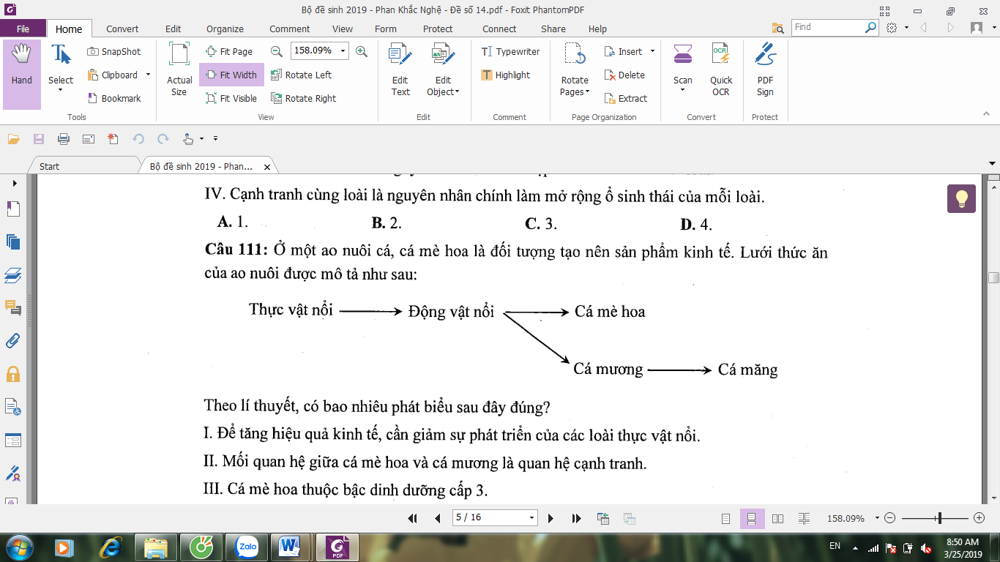 Bộ đề sinh 2019 - Phan Khắc Nghệ - Đề số 14.pdf - Foxit PhantomPDF
File Home Convert Edit Organize Comment View Form Protect Connect Share Help Find
Hand
Select
SnapShot
Clipboard
Bookmark
Tools
Actual Size
Fit Page
Fit Width
Fit Visible
158.09%
Rotate Left
Rotate Right
View
Edit Text
Edit Object
Edit
Typewriter
Highlight
Comment
Rotate Pages
Insert
Delete
Extract
Page Organization
Scan
Quick OCR
Convert
PDF Sign
Protect
Start Bộ đề sinh 2019 - Phan...
IV. Cạnh tranh cùng loài là nguyên nhân chính làm mở rộng ổ sinh thái của mỗi loài.
A. 1. B. 2. C. 3. D. 4.
Câu 111: Ở một ao nuôi cá, cá mè hoa là đối tượng tạo nên sản phẩm kinh tế. Lưới thức ăn
của ao nuôi được mô tả như sau:
Thực vật nổi Động vật nổi Cá mè hoa
Cá mương Cá măng
Theo lí thuyết, có bao nhiêu phát biểu sau đây đúng?
I. Để tăng hiệu quả kinh tế, cần giảm sự phát triển của các loài thực vật nổi.
II. Mối quan hệ giữa cá mè hoa và cá mương là quan hệ cạnh tranh.
III. Cá mè hoa thuộc bậc dinh dưỡng cấp 3.
5 / 16 158.09%
Zalo
PDF
EN
8:50 AM
3/25/2019